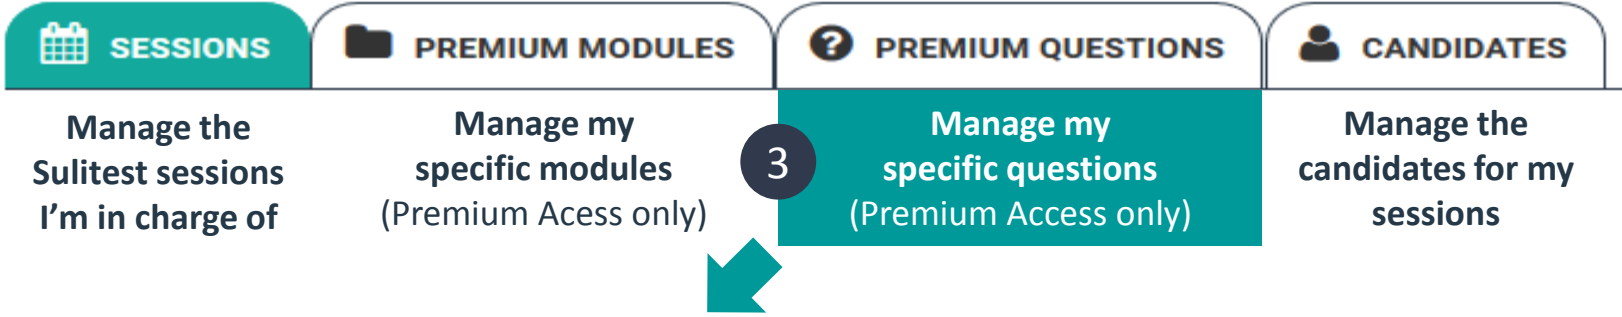 SESSIONS
PREMIUM MODULES
PREMIUM QUESTIONS
CANDIDATES
Manage the
Sulitest sessions
I'm in charge of
Manage my
specific modules
(Premium Acess only)
3
Manage my
specific questions
(Premium Access only)
Manage the
candidates for my
sessions